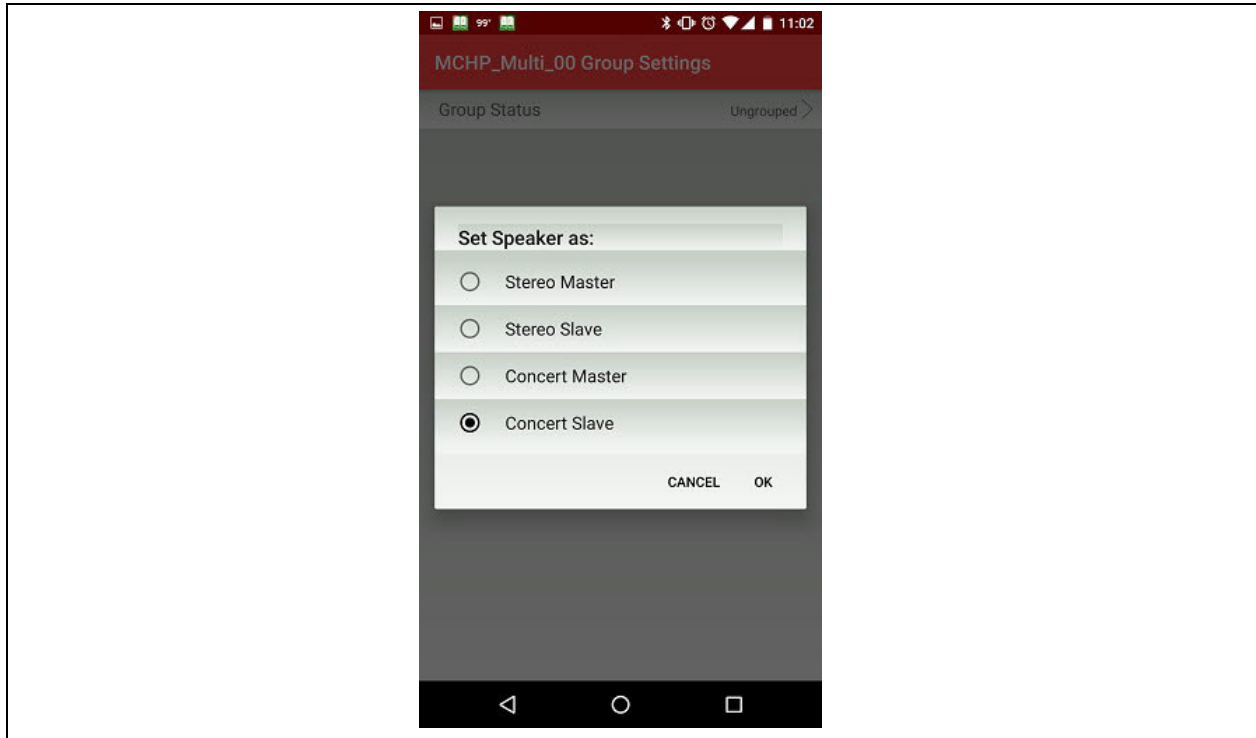 99° 11:02
MCHP_Multi_00 Group Settings
Group Status Ungrouped
Set Speaker as:
Stereo Master
Stereo Slave
Concert Master
Concert Slave
CANCEL OK